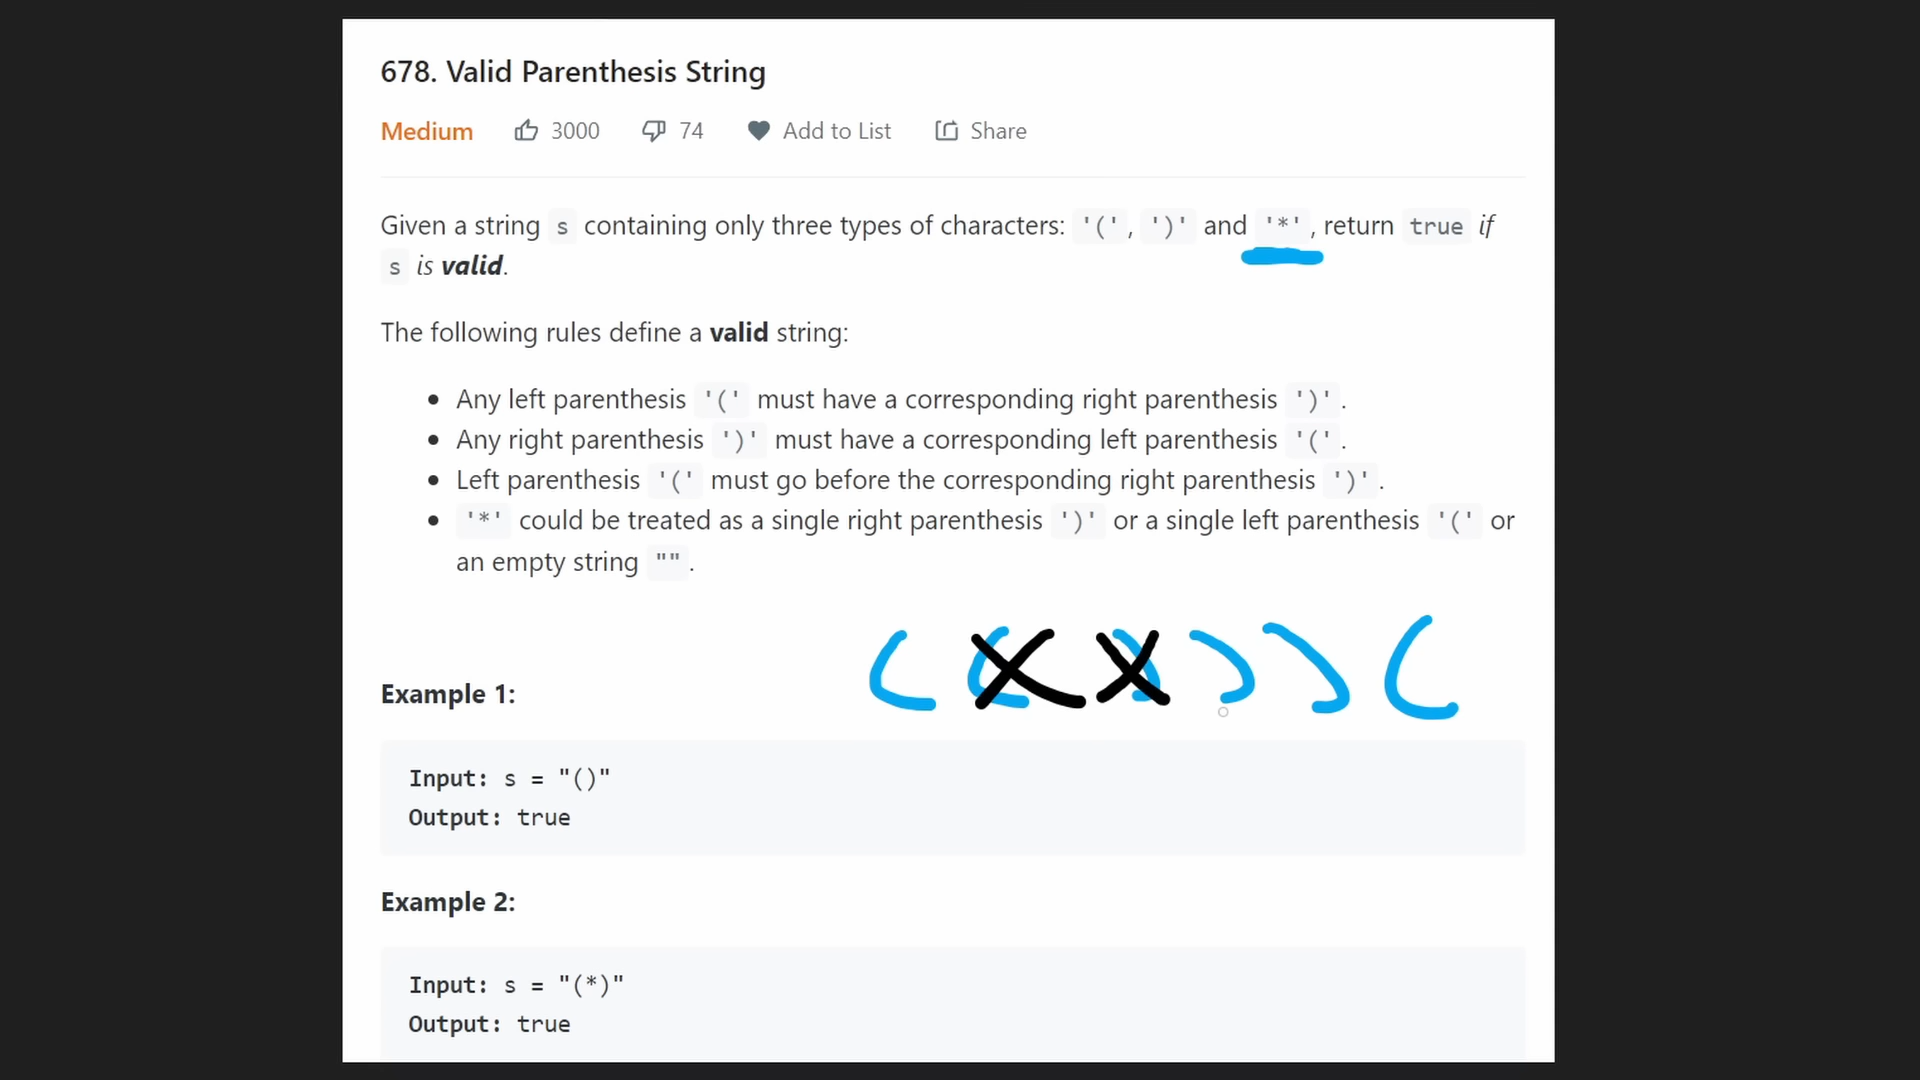 678. Valid Parenthesis String
Medium 3000 74 Add to List Share
Given a string s containing only three types of characters: '(', ')' and '*', return true if
s is valid.
The following rules define a valid string:
• Any left parenthesis '(' must have a corresponding right parenthesis ')'.
• Any right parenthesis ')' must have a corresponding left parenthesis '('.
• Left parenthesis '(' must go before the corresponding right parenthesis ')'.
• '*' could be treated as a single right parenthesis ')' or a single left parenthesis '(' or
an empty string "".
( ( ) ) ) (
Example 1:
Input: s = "()"
Output: true
Example 2:
Input: s = "(*)"
Output: true